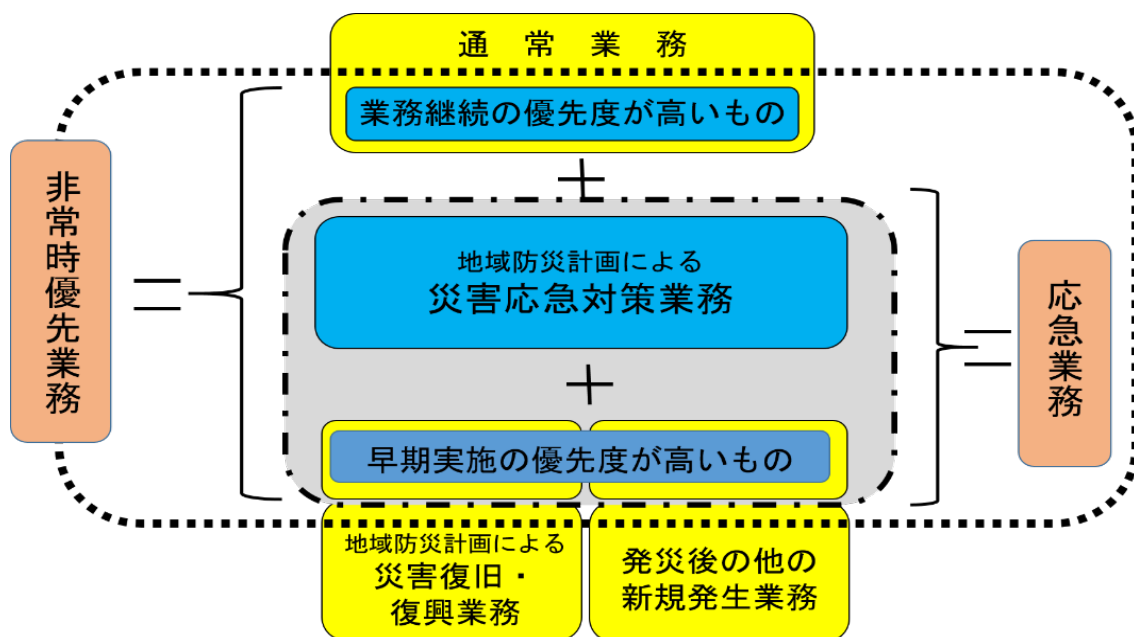 通常業務
業務継続の優先度が高いもの
＋
非常時優先業務
＝
地域防災計画による
災害応急対策業務
＋
早期実施の優先度が高いもの
＝
応急業務
地域防災計画による
災害復旧・
復興業務
発災後の他の
新規発生業務